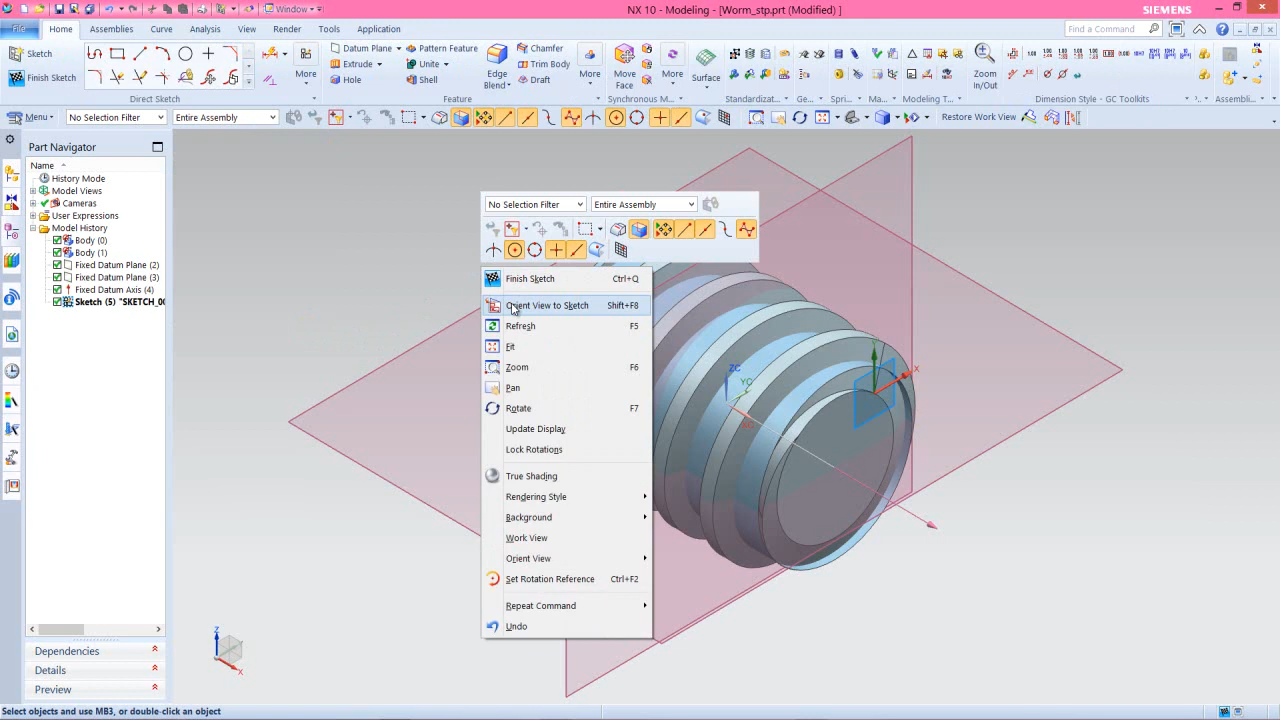 Window
NX 10 - Modeling - [Worm_stp.prt (Modified) ]
SIEMENS
File Home Assemblies Curve Analysis View Render Tools Application
Find a Command
Sketch
Finish Sketch
Direct Sketch
More
Datum Plane
Extrude
Hole
Pattern Feature
Unite
Shell
Edge
Blend
Chamfer
Trim Body
Draft
More
Feature
Move
Face
More
Synchronous M...
Surface
Standardizat...
Ge...
Spri...
Ma...
Modeling T...
Zoom
In/Out
Dimension Style - GC Toolkits
Assembli...
Menu
No Selection Filter
Entire Assembly
Restore Work View
Part Navigator
Name
History Mode
Model Views
Cameras
User Expressions
Model History
Body (0)
Body (1)
Fixed Datum Plane (2)
Fixed Datum Plane (3)
Fixed Datum Axis (4)
Sketch (5) "SKETCH_00
Dependencies
Details
Preview
No Selection Filter
Entire Assembly
Finish Sketch Ctrl+Q
Orient View to Sketch Shift+F8
Refresh F5
Fit
Zoom F6
Pan
Rotate F7
Update Display
Lock Rotations
True Shading
Rendering Style
Background
Work View
Orient View
Set Rotation Reference Ctrl+F2
Repeat Command
Undo
ZC
YC
XC
Y
X
Z
X
Select objects and use MB3, or double-click an object